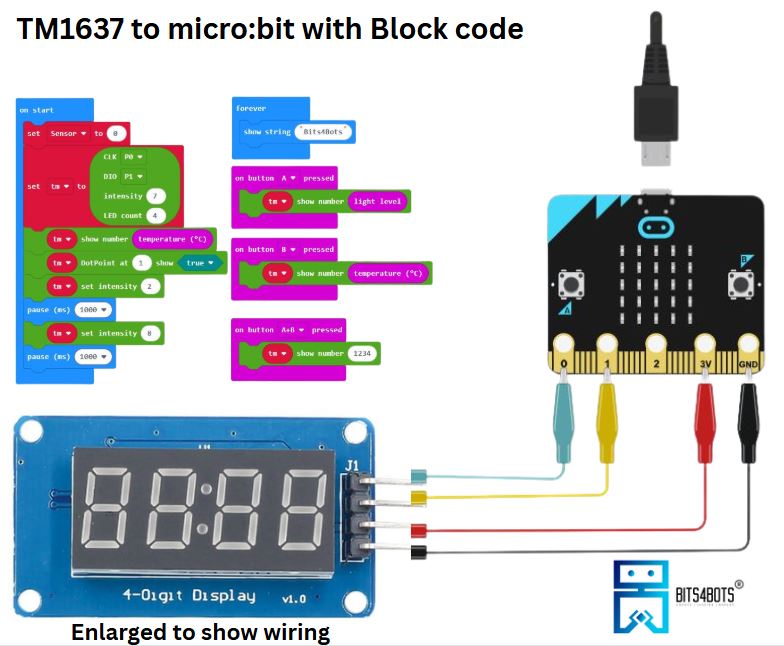 TM1637 to micro:bit with Block code
on start
set Sensor to 0
set tm to
CLK P0
DIO P1
intensity 7
LED count 4
tm show number temperature (°C)
tm DotPoint at 1 show true
tm set intensity 2
pause (ms) 1000
tm set intensity 8
pause (ms) 1000
forever
show string "Bits4Bots"
on button A pressed
tm show number light level
on button B pressed
tm show number temperature (°C)
on button A+B pressed
tm show number 1234
A
B
0 1 2 3V GND
J1
4-Digit Display v1.0
Enlarged to show wiring
BITS4BOTS®